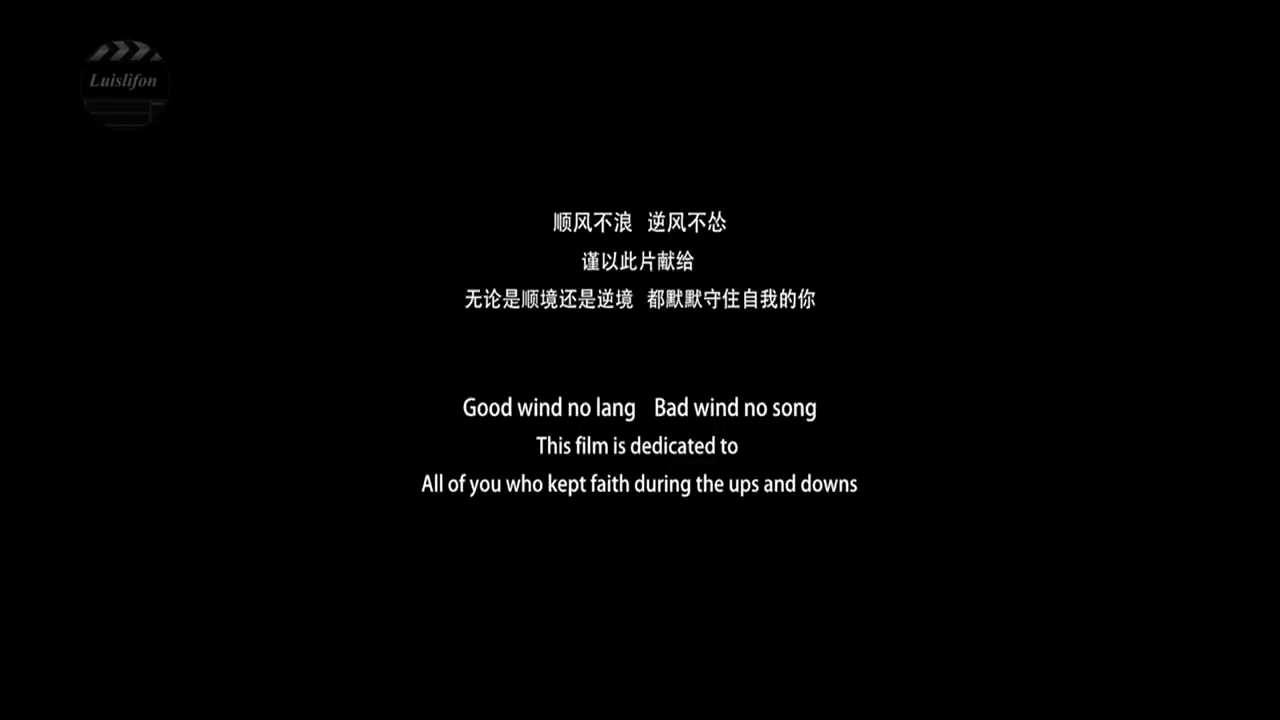 Luislifon
顺风不浪 逆风不怂
谨以此片献给
无论是顺境还是逆境 都默默守住自我的你
Good wind no lang Bad wind no song
This film is dedicated to
All of you who kept faith during the ups and downs